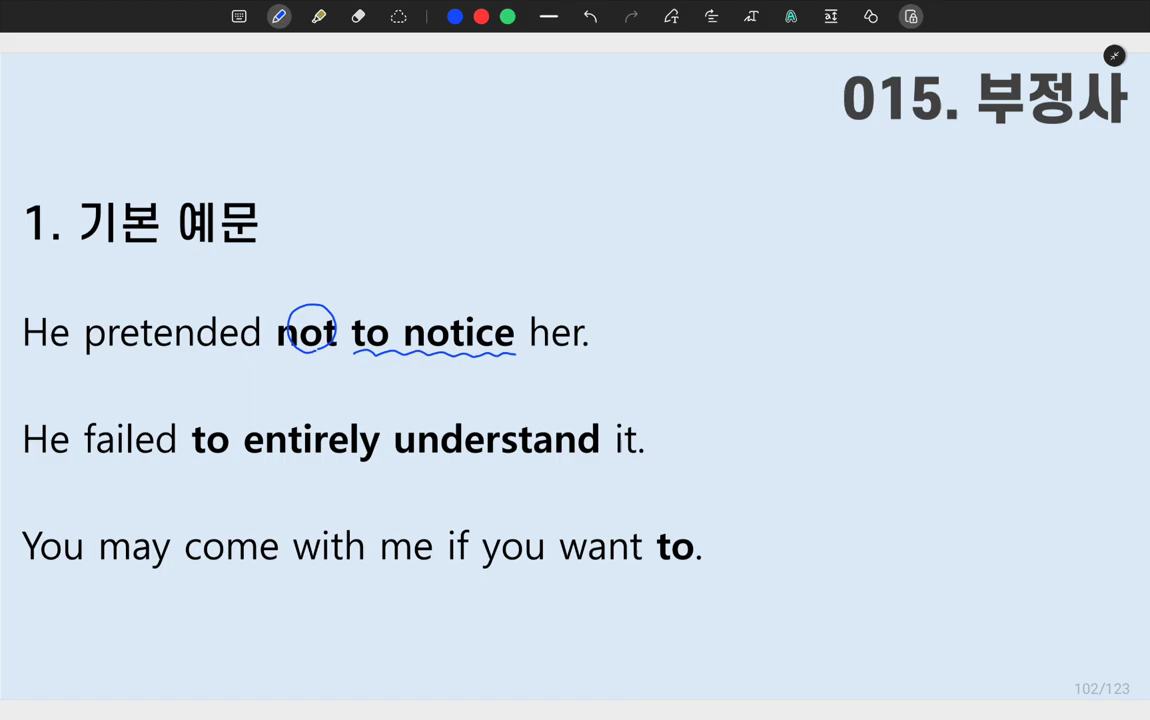 015. 부정사
1. 기본 예문
He pretended not to notice her.
He failed to entirely understand it.
You may come with me if you want to.
102/123